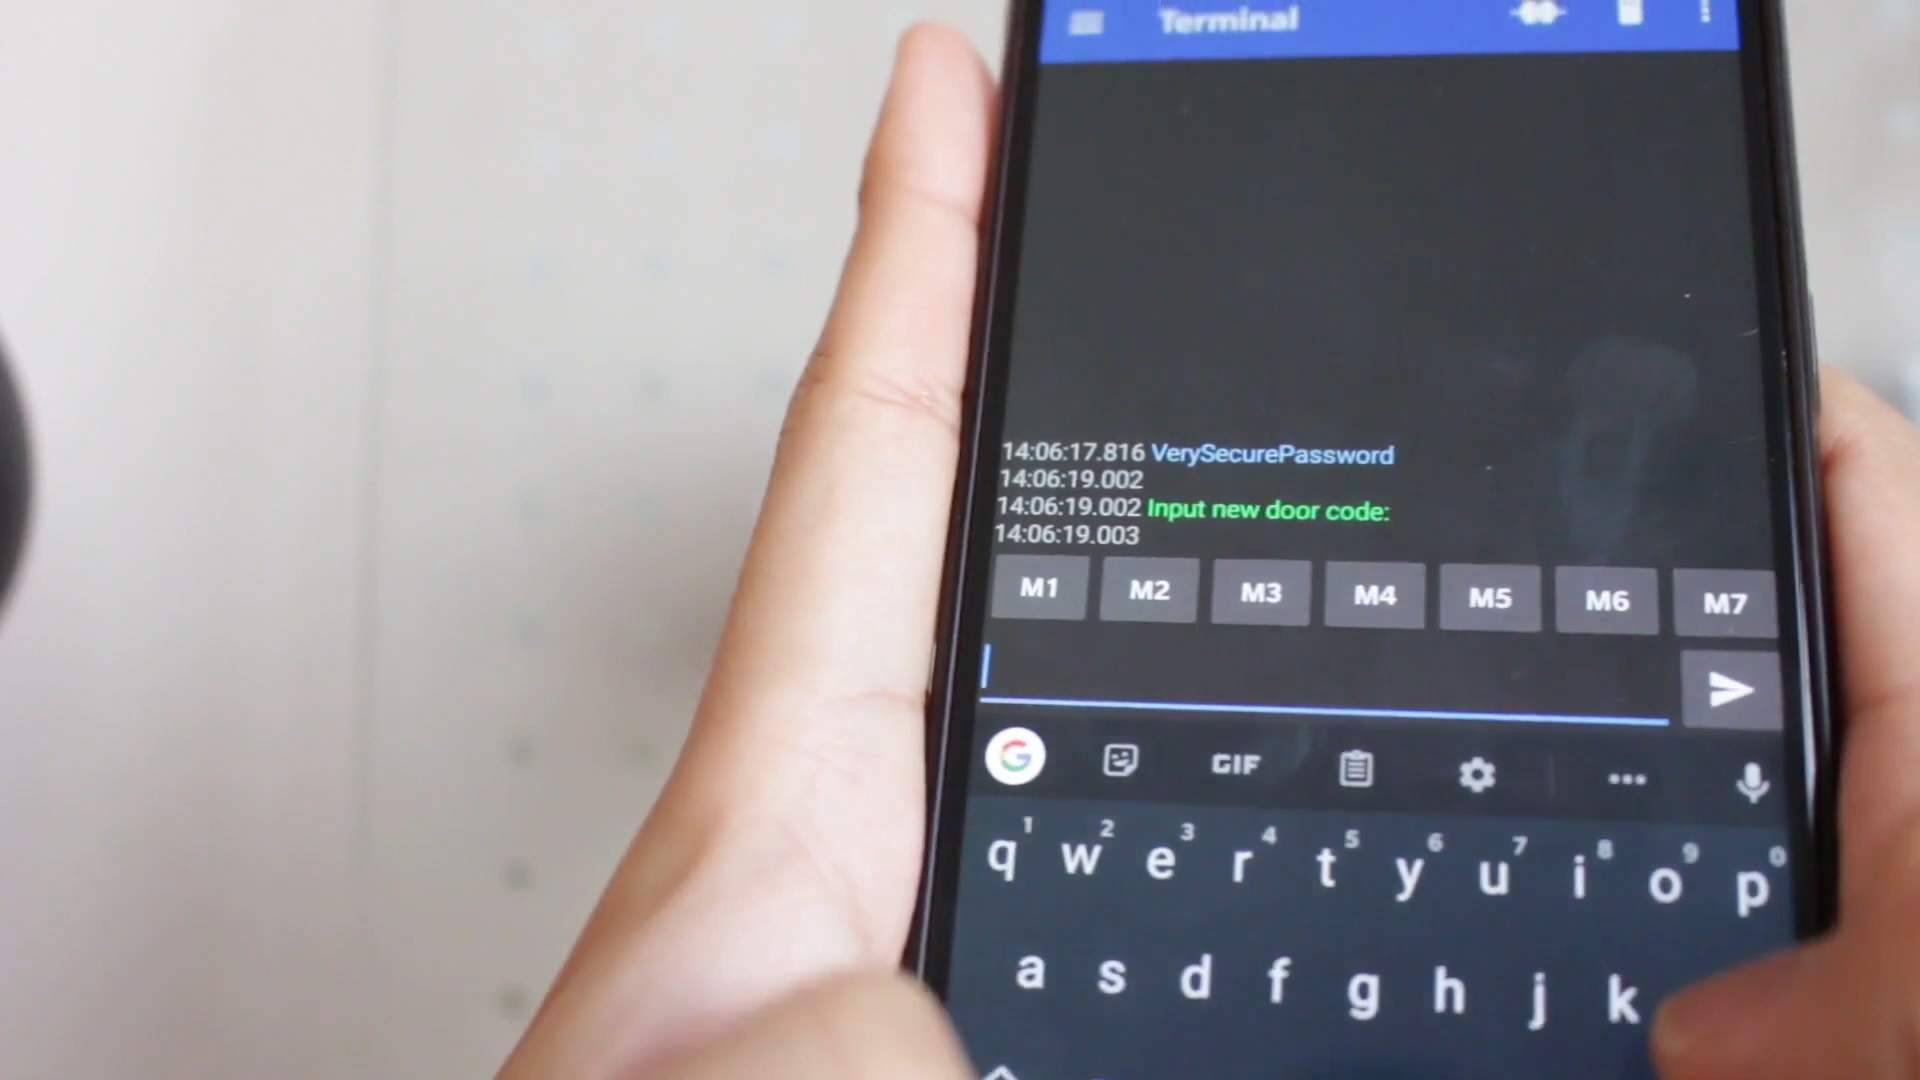 Terminal
14:06:17.816 VerySecurePassword
14:06:19.002
14:06:19.002 Input new door code:
14:06:19.003
M1 M2 M3 M4 M5 M6 M7
G GIF
1 2 3 4 5 6 7 8 9 0
q w e r t y u i o p
a s d f g h j k